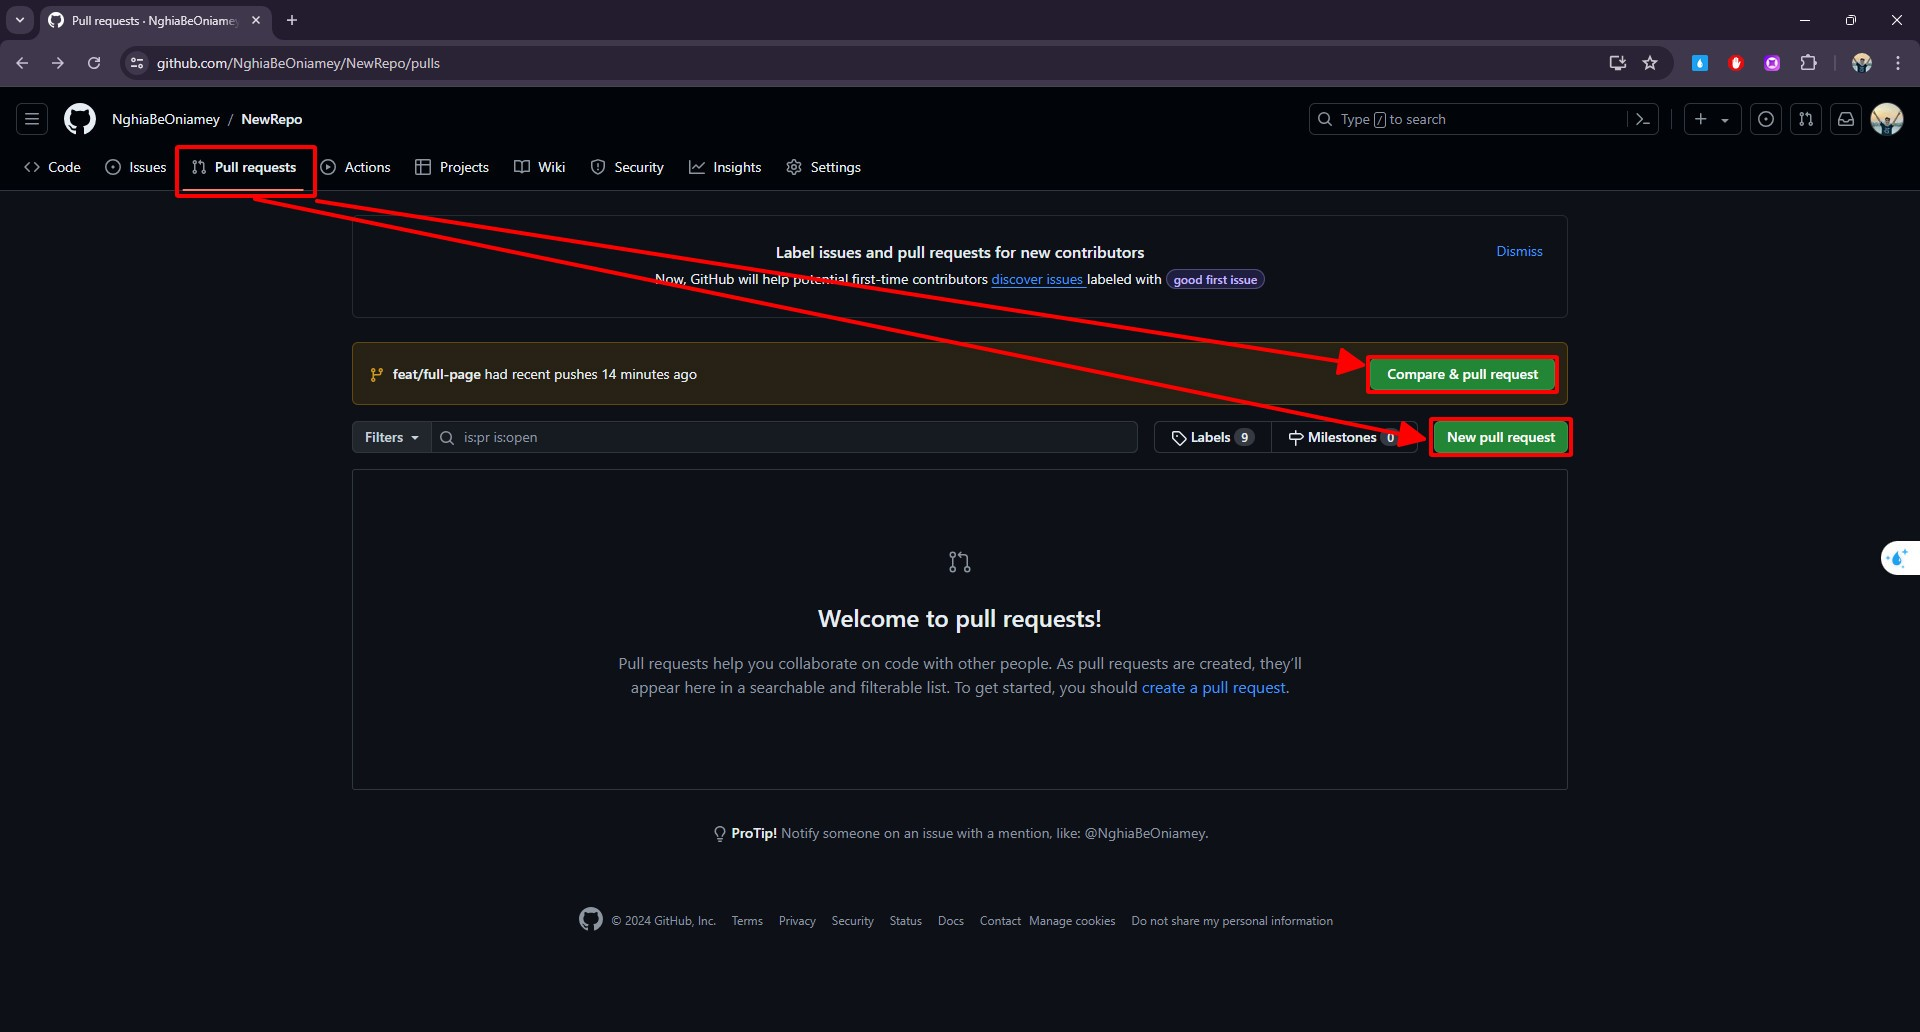 Pull requests · NghiaBeOniamey
github.com/NghiaBeOniamey/NewRepo/pulls
NghiaBeOniamey / NewRepo
Type / to search
Code Issues Pull requests Actions Projects Wiki Security Insights Settings
Label issues and pull requests for new contributors
Dismiss
Now, GitHub will help potential first-time contributors discover issues labeled with good first issue
feat/full-page had recent pushes 14 minutes ago
Compare & pull request
Filters is:pr is:open Labels 9 Milestones 0 New pull request
Welcome to pull requests!
Pull requests help you collaborate on code with other people. As pull requests are created, they’ll
appear here in a searchable and filterable list. To get started, you should create a pull request.
ProTip! Notify someone on an issue with a mention, like: @NghiaBeOniamey.
© 2024 GitHub, Inc. Terms Privacy Security Status Docs Contact Manage cookies Do not share my personal information